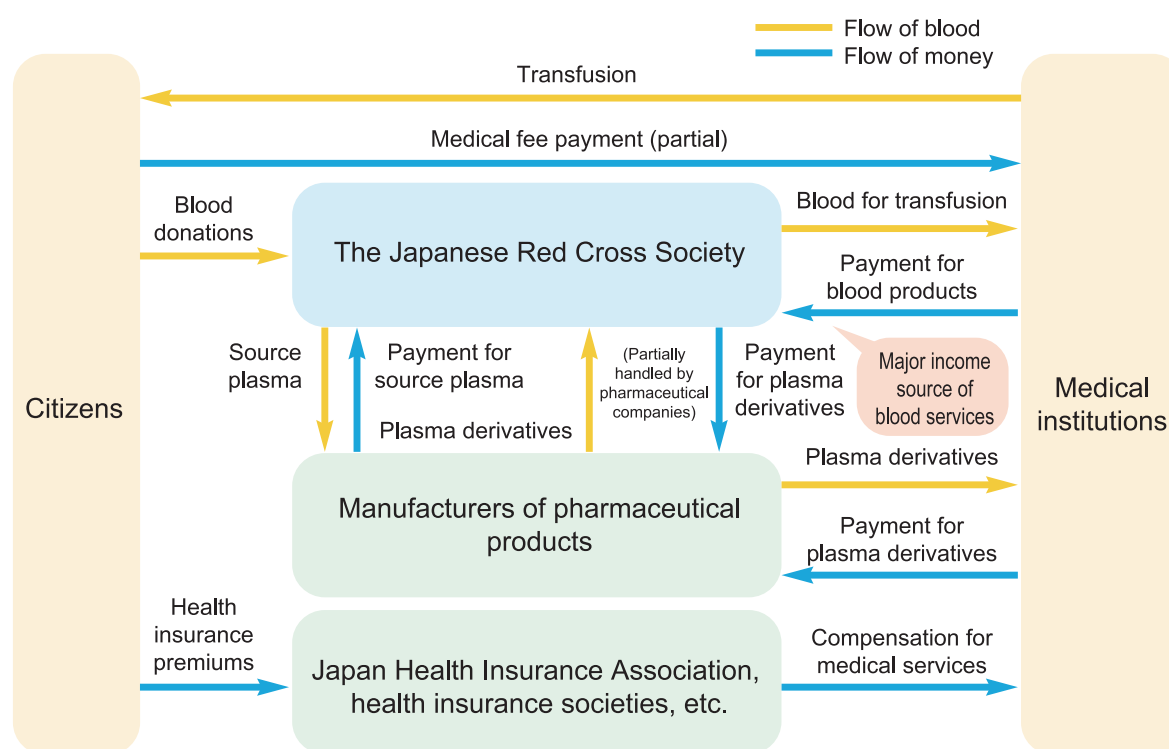 Flow of blood
Flow of money
Transfusion
Medical fee payment (partial)
Blood
donations
The Japanese Red Cross Society
Blood for transfusion
Payment for
blood products
Source
plasma
Payment for
source plasma
Plasma derivatives
(Partially
handled by
pharmaceutical
companies)
Payment
for plasma
derivatives
Major income
source of
blood services
Citizens
Medical
institutions
Manufacturers of pharmaceutical
products
Plasma derivatives
Payment for
plasma derivatives
Health
insurance
premiums
Japan Health Insurance Association,
health insurance societies, etc.
Compensation for
medical services